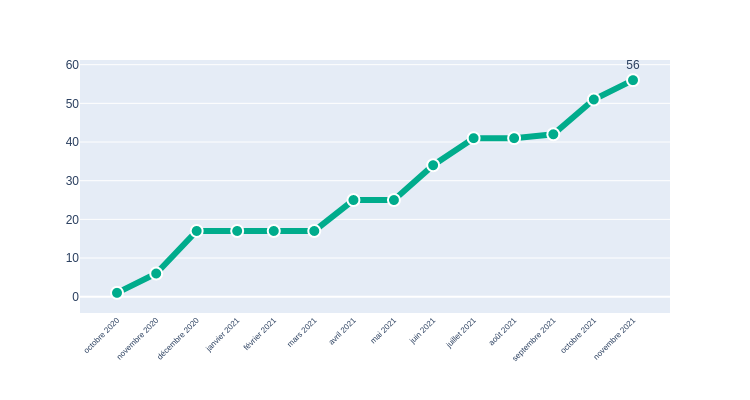 60
56
50
40
30
20
10
0
octobre 2020
novembre 2020
décembre 2020
janvier 2021
février 2021
mars 2021
avril 2021
mai 2021
juin 2021
juillet 2021
août 2021
septembre 2021
octobre 2021
novembre 2021